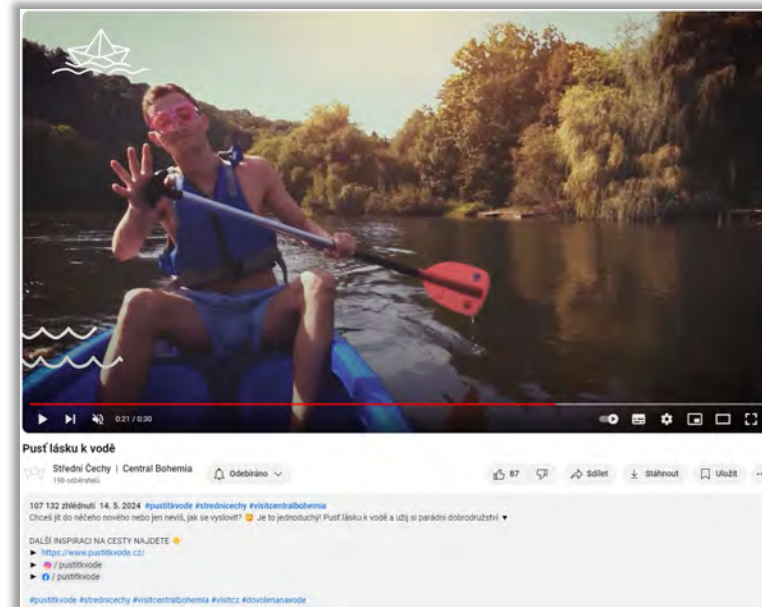 0:21 / 0:30
Pusť lásku k vodě
Střední Čechy | Central Bohemia
198 odběratelů
Odebíráno
87
Sdílet
Stáhnout
Uložit
107 132 zhlédnutí 14. 5. 2024 #pustitkvode #strednicechy #visitcentralbohemia
Chceš jít do něčeho nového nebo jen nevíš, jak se vyslovit? 😉 Je to jednoduchý! Pusť lásku k vodě a užij si parádní dobrodružství ♥
DALŠÍ INSPIRACI NA CESTY NAJDETE 👇
► https://www.pustitkvode.cz/
► / pustitkvode
► / pustitkvode
#pustitkvode #strednicechy #visitcentralbohemia #visitcz #dovolenanavode